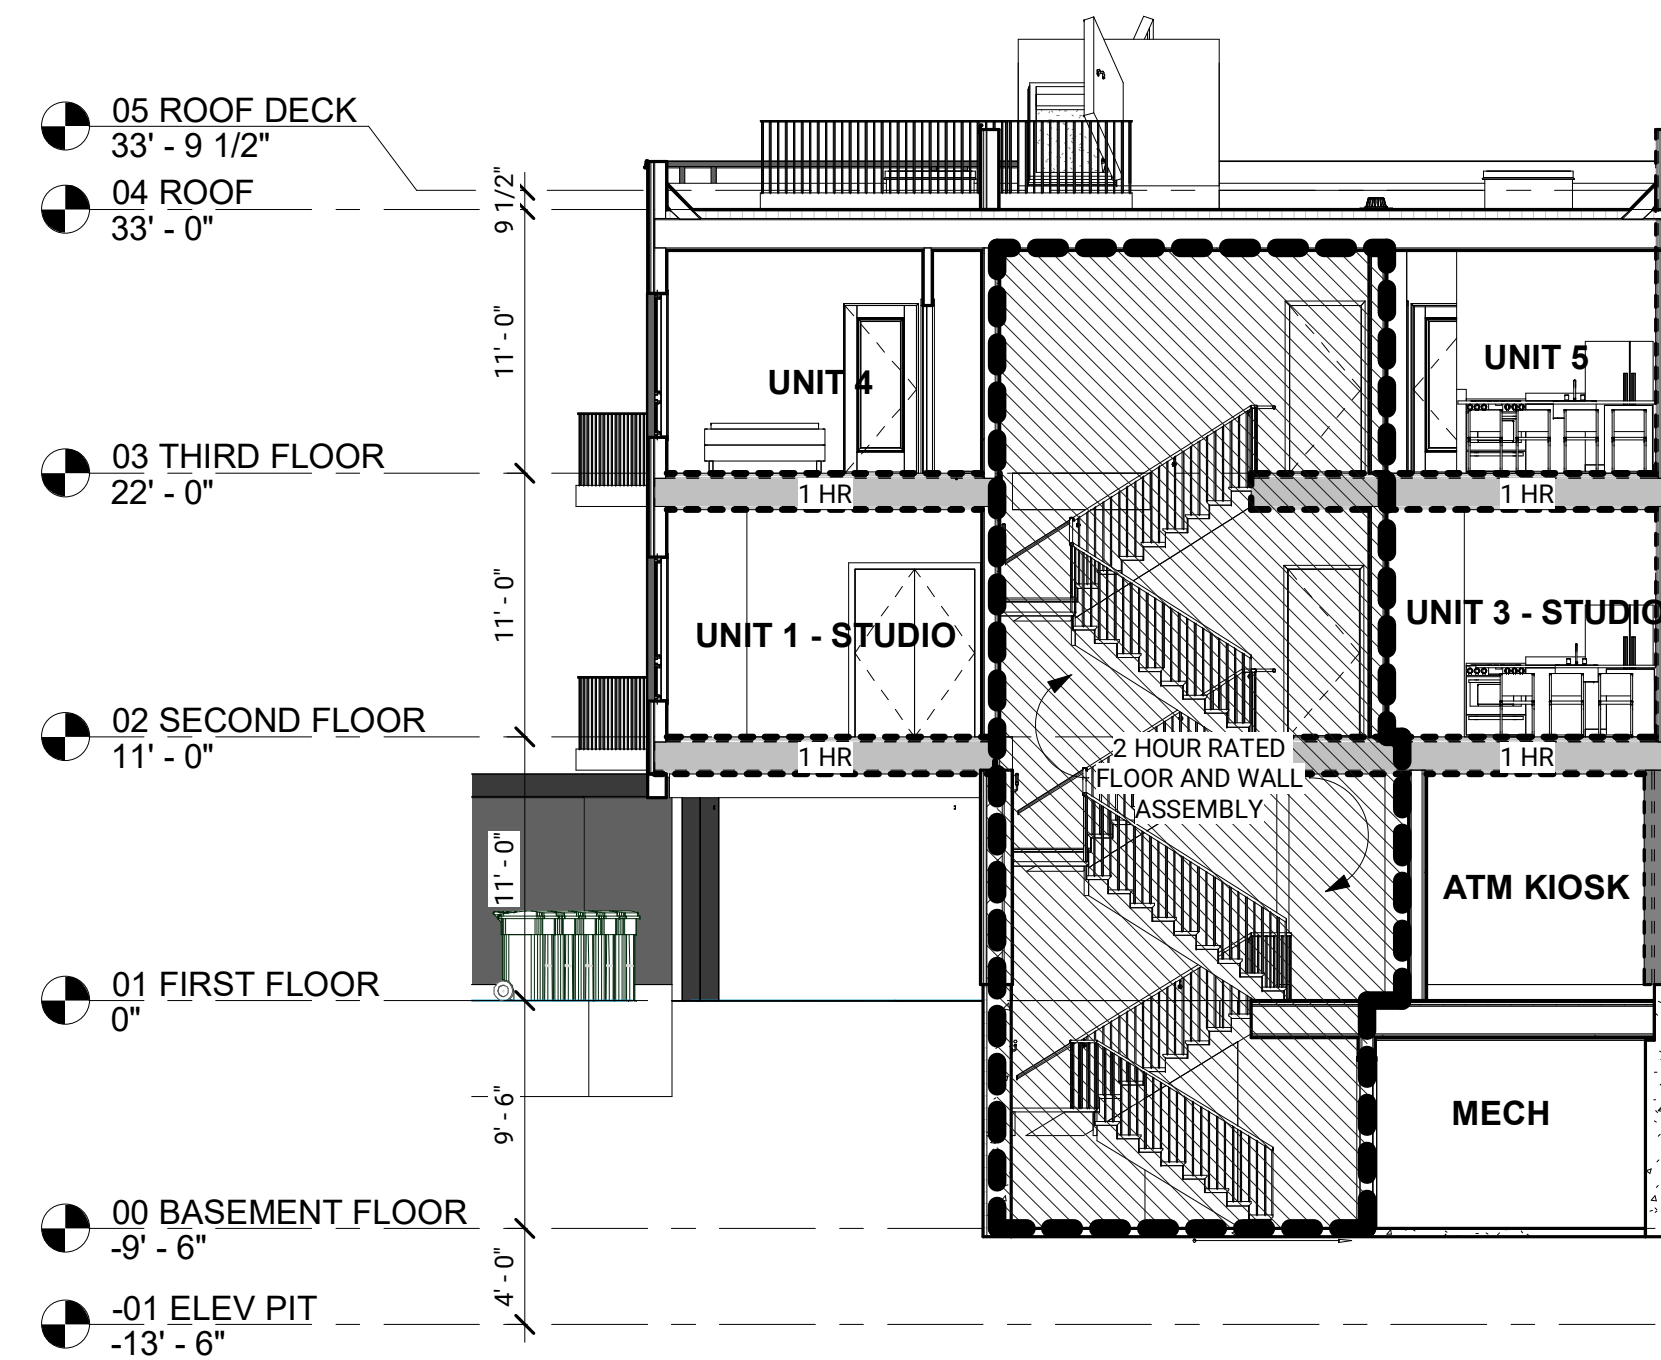 05 ROOF DECK
33' - 9 1/2"
04 ROOF
33' - 0"
9 1/2"
11' - 0"
UNIT 4
UNIT 5
03 THIRD FLOOR
22' - 0"
1 HR
1 HR
11' - 0"
UNIT 1 - STUDIO
UNIT 3 - STUDIO
02 SECOND FLOOR
11' - 0"
1 HR
2 HOUR RATED
FLOOR AND WALL
ASSEMBLY
1 HR
11' - 0"
ATM KIOSK
01 FIRST FLOOR
0"
9' - 6"
MECH
00 BASEMENT FLOOR
-9' - 6"
4' - 0"
-01 ELEV PIT
-13' - 6"